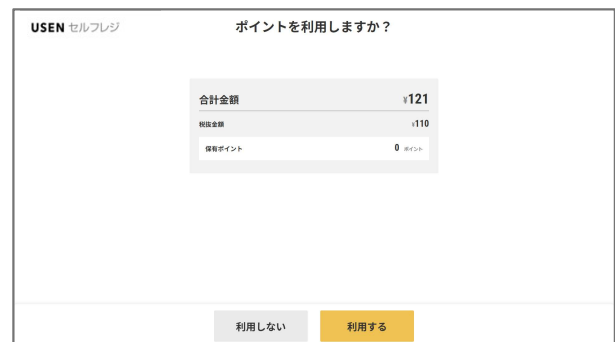 USEN セルフレジ
ポイントを利用しますか？
合計金額 ¥121
税抜金額 ¥110
保有ポイント 0 ポイント
利用しない 利用する